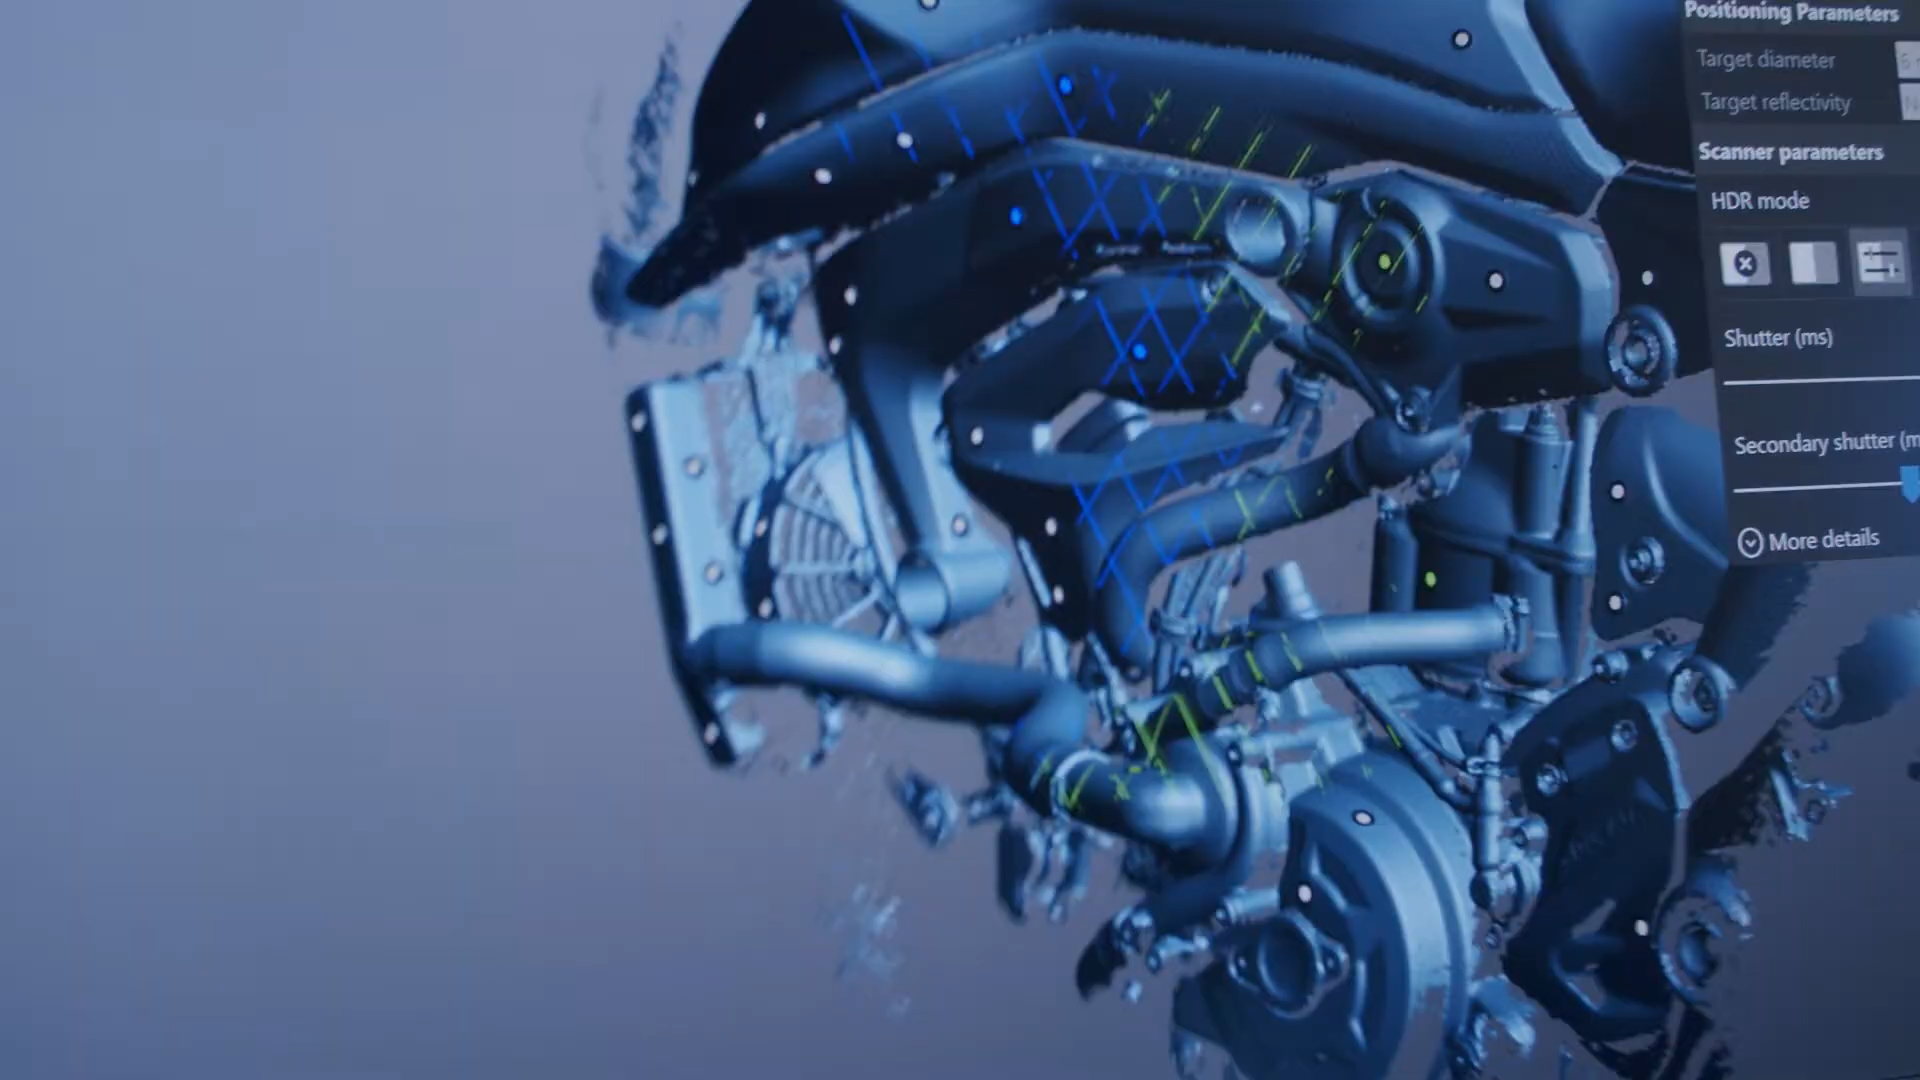 Positioning Parameters
Target diameter
Target reflectivity
Scanner parameters
HDR mode
Shutter (ms)
Secondary shutter (m
More details